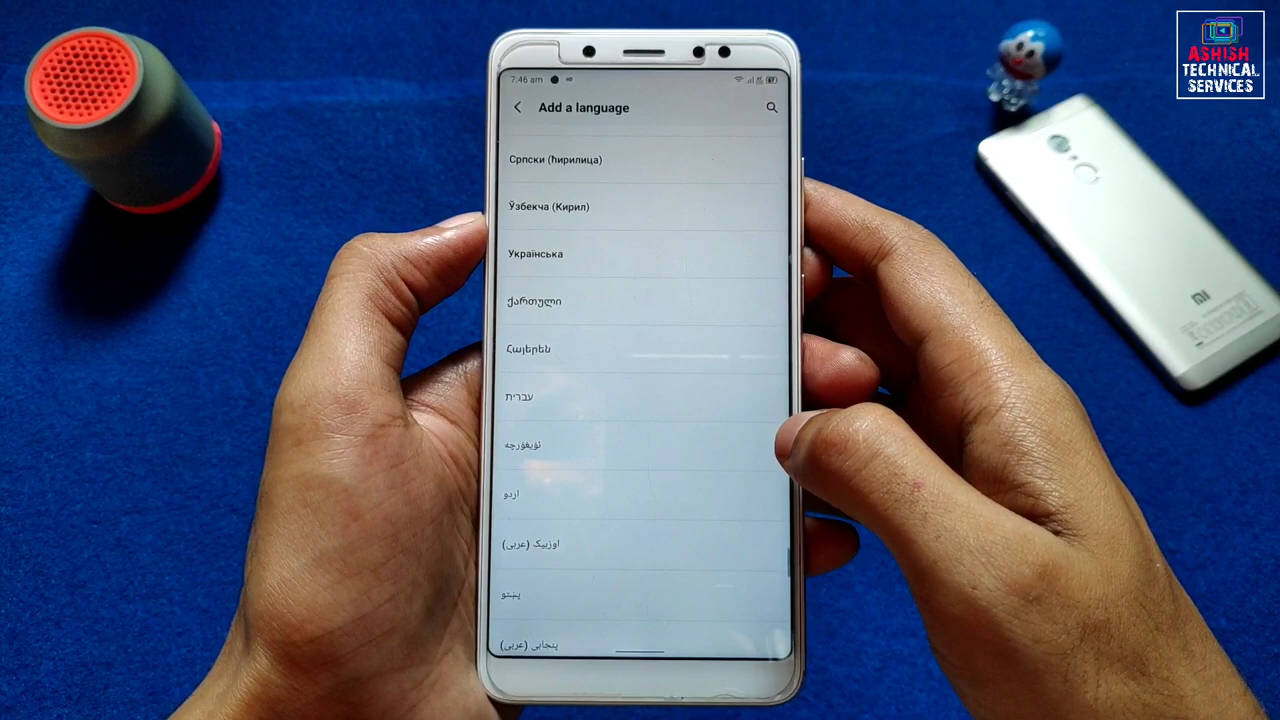 7:46 am
Add a language
Српски (ћирилица)
Ўзбекча (Кирил)
Українська
ქართული
Հայերեն
עברית
ئۇيغۇرچە
اردو
اوزبیک (عربی)
پښتو
پنجابی (عربی)
ASHISH
TECHNICAL
SERVICES